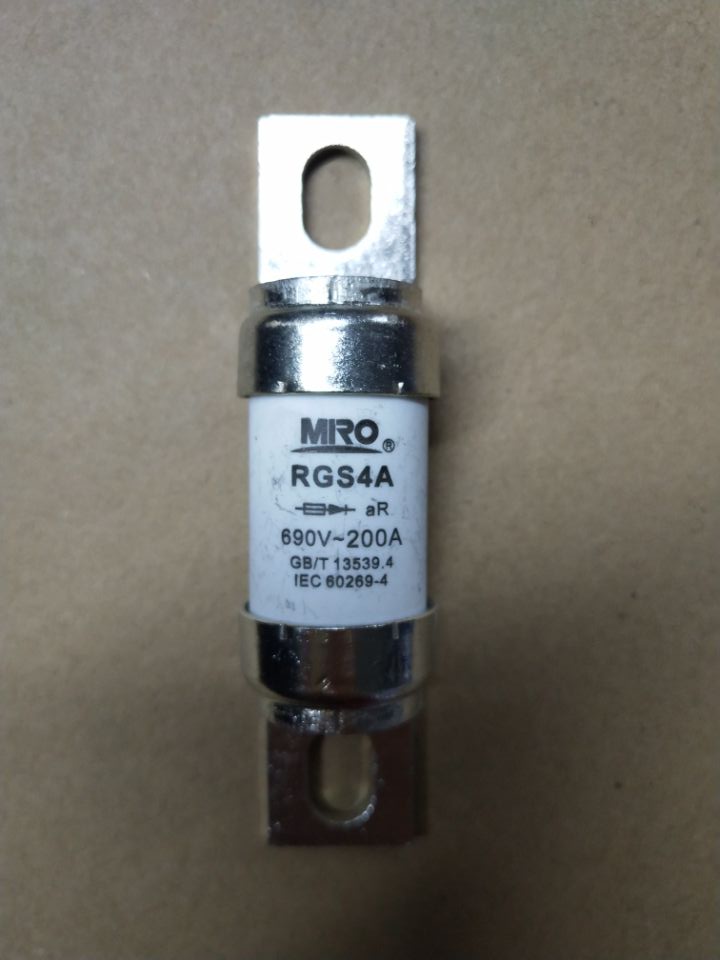 MIRO®
RGS4A
aR
690V~200A
GB/T 13539.4
IEC 60269-4